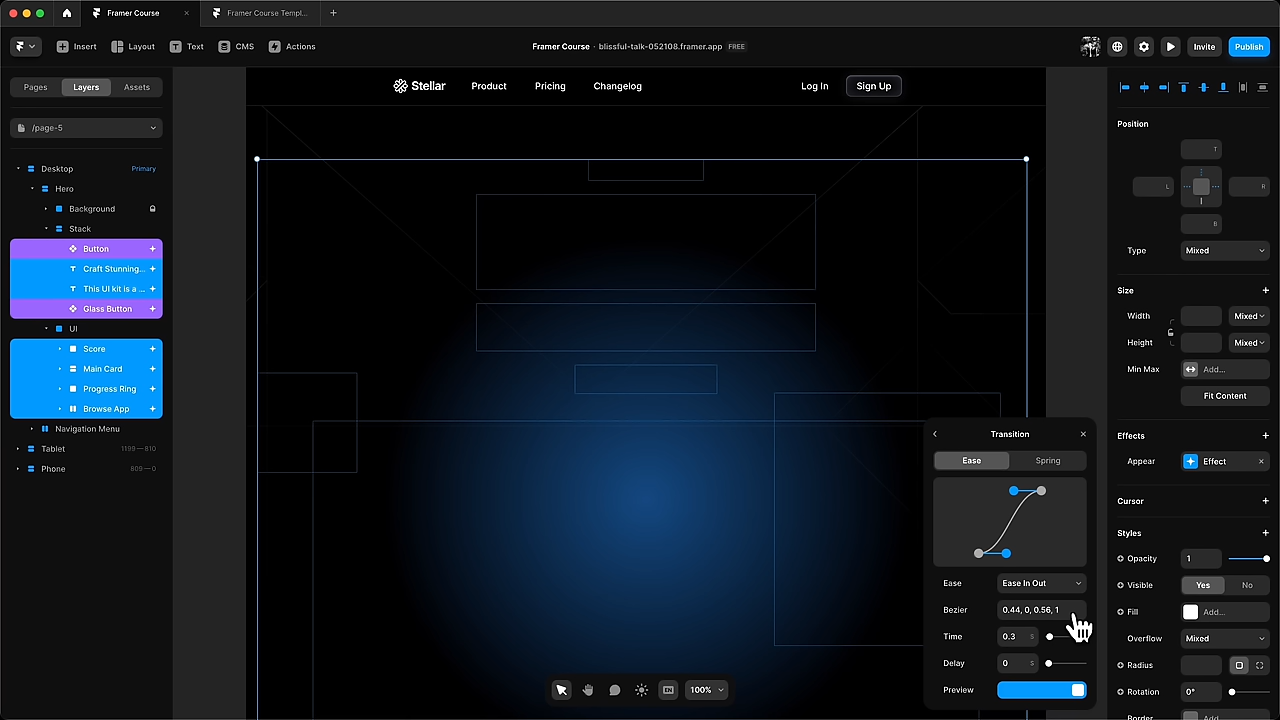 Framer Course
Framer Course Templ...
Insert
Layout
Text
CMS
Actions
Framer Course · blissful-talk-052108.framer.app FREE
Invite
Publish
Pages
Layers
Assets
/page-5
Desktop
Primary
Hero
Background
Stack
Button
Craft Stunning...
This UI kit is a ...
Glass Button
UI
Score
Main Card
Progress Ring
Browse App
Navigation Menu
Tablet
1199—810
Phone
809—0
Stellar
Product
Pricing
Changelog
Log In
Sign Up
EN
100%
Transition
Ease
Spring
Ease
Ease In Out
Bezier
0.44, 0, 0.56, 1
Time
0.3 s
Delay
0 s
Preview
Position
T
L
R
B
Type
Mixed
Size
Width
Mixed
Height
Mixed
Min Max
Add...
Fit Content
Effects
Appear
Effect
Cursor
Styles
Opacity
1
Visible
Yes
No
Fill
Add...
Overflow
Mixed
Radius
Rotation
0°
Border
Add...